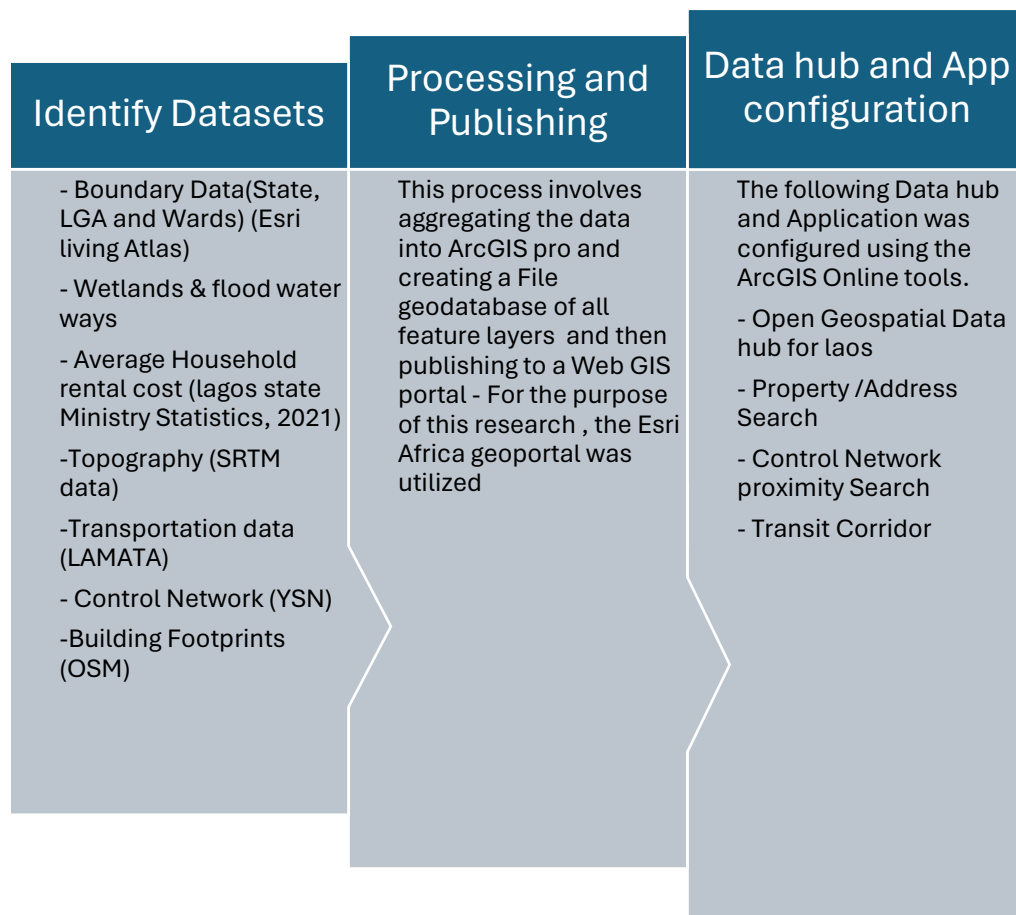 Identify Datasets
- Boundary Data(State,
LGA and Wards) (Esri
living Atlas)
- Wetlands & flood water
ways
- Average Household
rental cost (lagos state
Ministry Statistics, 2021)
-Topography (SRTM
data)
-Transportation data
(LAMATA)
- Control Network (YSN)
-Building Footprints
(OSM)
Processing and
Publishing
This process involves
aggregating the data
into ArcGIS pro and
creating a File
geodatabase of all
feature layers and then
publishing to a Web GIS
portal - For the purpose
of this research , the Esri
Africa geoportal was
utilized
Data hub and App
configuration
The following Data hub
and Application was
configured using the
ArcGIS Online tools.
- Open Geospatial Data
hub for laos
- Property /Address
Search
- Control Network
proximity Search
- Transit Corridor